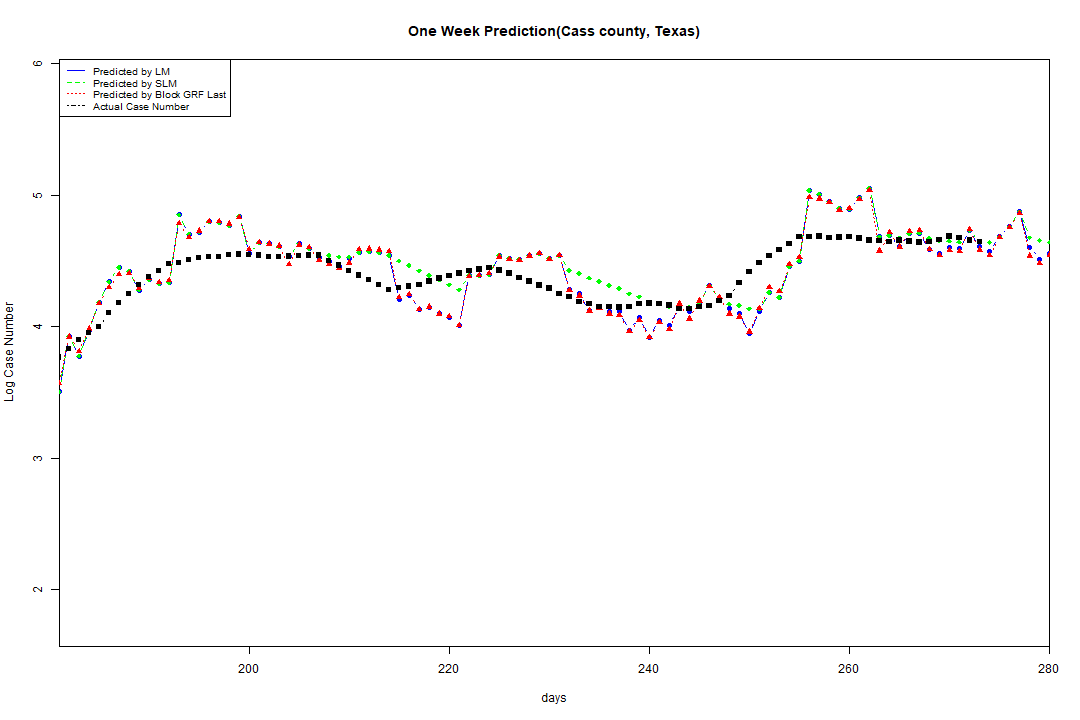 One Week Prediction(Cass county, Texas)
Predicted by LM
Predicted by SLM
Predicted by Block GRF Last
Actual Case Number
6
5
4
3
2
Log Case Number
200 220 240 260 280
days